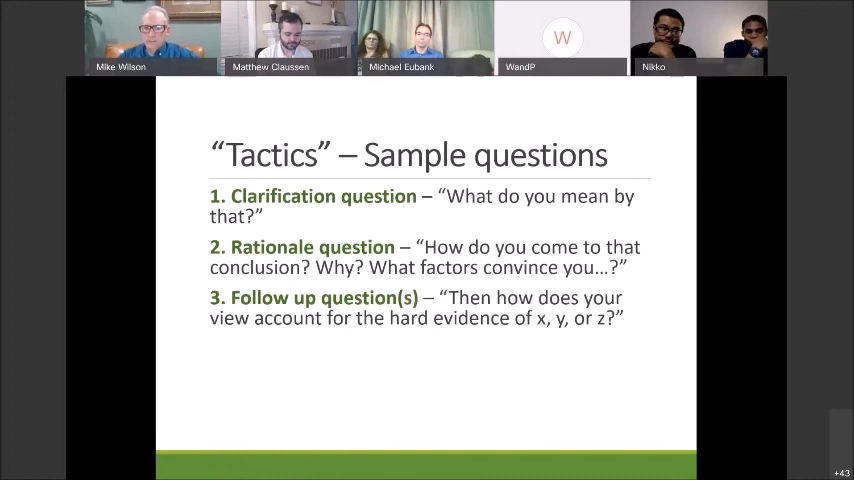 W
Mike Wilson
Matthew Claussen
Michael Eubank
WandP
Nikko
“Tactics” – Sample questions
1. Clarification question – “What do you mean by
that?”
2. Rationale question – “How do you come to that
conclusion? Why? What factors convince you…?”
3. Follow up question(s) – “Then how does your
view account for the hard evidence of x, y, or z?”
+43